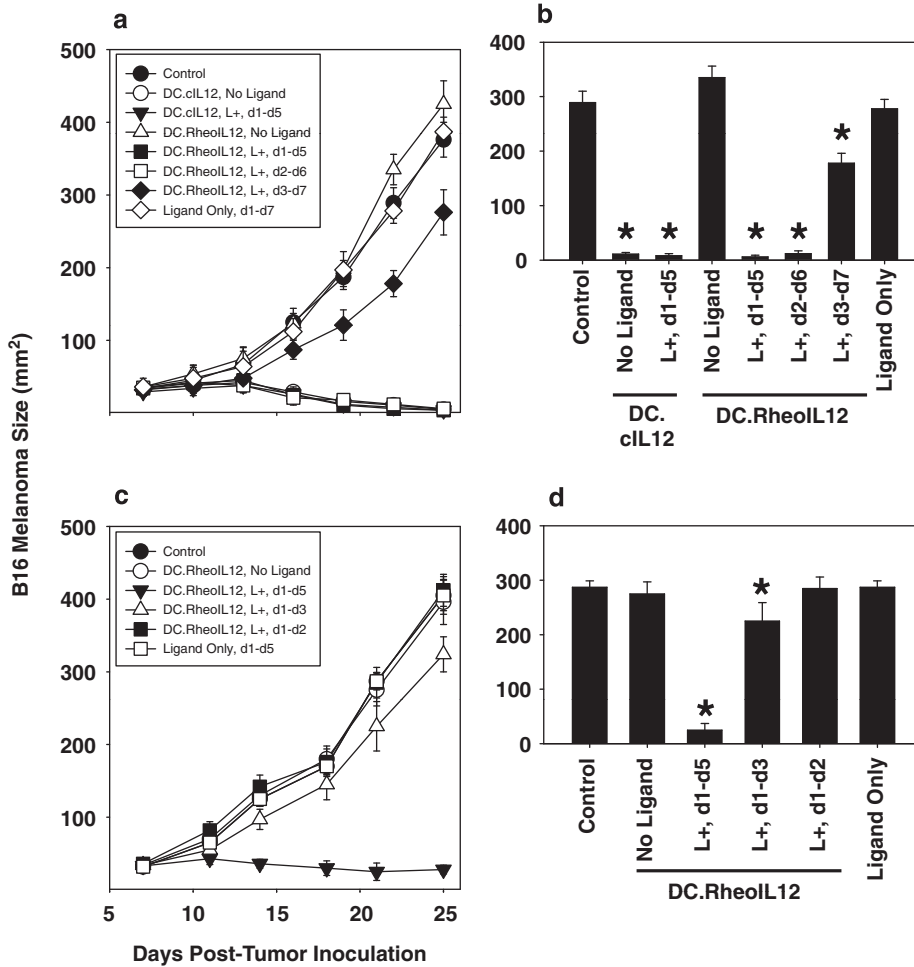 B16 Melanoma Size (mm²)
a
500
400
300
200
100
Control
DC.cIL12, No Ligand
DC.cIL12, L+, d1-d5
DC.RheoIL12, No Ligand
DC.RheoIL12, L+, d1-d5
DC.RheoIL12, L+, d2-d6
DC.RheoIL12, L+, d3-d7
Ligand Only, d1-d7
b
400
300
200
100
0
*
*
*
*
*
Control
No Ligand
L+, d1-d5
No Ligand
L+, d1-d5
L+, d2-d6
L+, d3-d7
Ligand Only
DC.
cIL12
DC.RheoIL12
c
500
400
300
200
100
Control
DC.RheoIL12, No Ligand
DC.RheoIL12, L+, d1-d5
DC.RheoIL12, L+, d1-d3
DC.RheoIL12, L+, d1-d2
Ligand Only, d1-d5
5
10
15
20
25
Days Post-Tumor Inoculation
d
400
300
200
100
0
*
*
Control
No Ligand
L+, d1-d5
L+, d1-d3
L+, d1-d2
Ligand Only
DC.RheoIL12